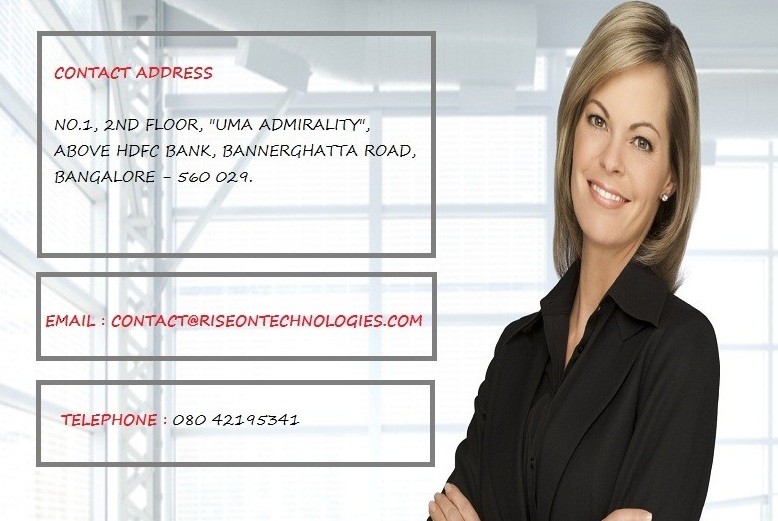 CONTACT ADDRESS
NO.1, 2ND FLOOR, "UMA ADMIRALITY",
ABOVE HDFC BANK, BANNERGHATTA ROAD,
BANGALORE - 560 029.
EMAIL : CONTACT@RISEONTECHNOLOGIES.COM
TELEPHONE : 080 42195341